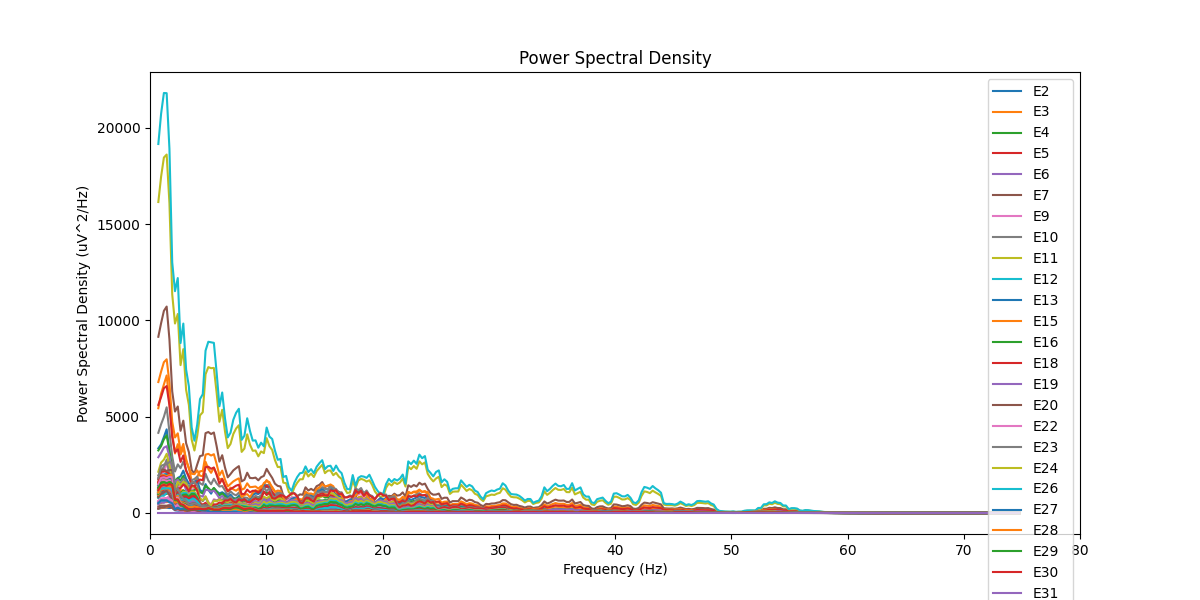 Power Spectral Density
Power Spectral Density (uV^2/Hz)
20000
15000
10000
5000
0
0 10 20 30 40 50 60 70 80
Frequency (Hz)
E2
E3
E4
E5
E6
E7
E9
E10
E11
E12
E13
E15
E16
E18
E19
E20
E22
E23
E24
E26
E27
E28
E29
E30
E31